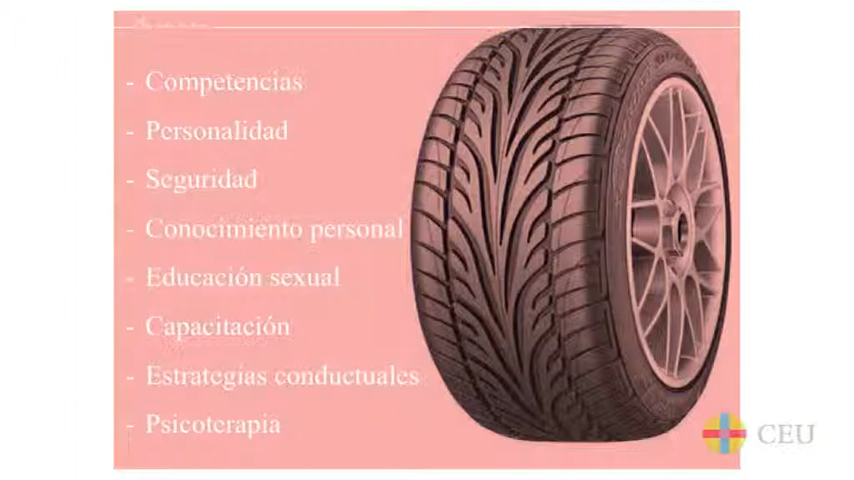 - Competencias
- Personalidad
- Seguridad
- Conocimiento personal
- Educación sexual
- Capacitación
- Estrategias conductuales
- Psicoterapia
CEU